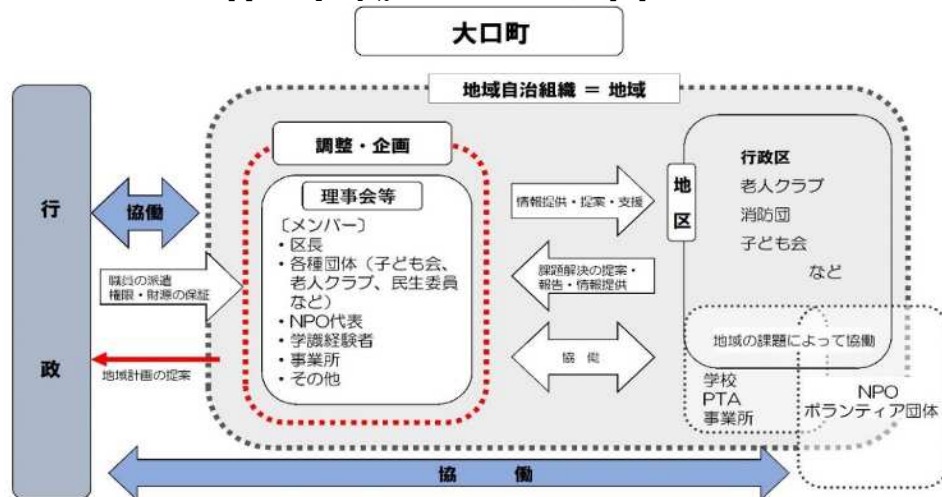 大口町
地域自治組織 = 地域
調整・企画
理事会等
〔メンバー〕
・区長
・各種団体（子ども会、
老人クラブ、民生委員
など）
・NPO代表
・学識経験者
・事業所
・その他
行
政
協働
職員の派遣
権限・財源の保証
地域計画の提案
情報提供・提案・支援
課題解決の提案・
報告・情報提供
協 働
地
区
行政区
老人クラブ
消防団
子ども会
など
地域の課題によって協働
学校
PTA
事業所
NPO
ボランティア団体
協 働